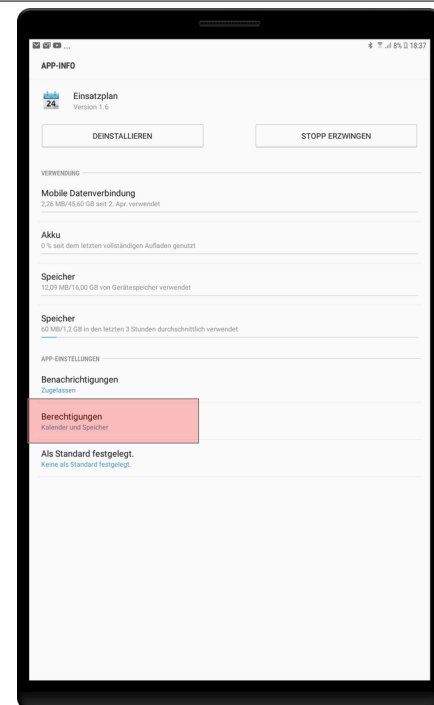 ... 8% 18:37
APP-INFO
24
Einsatzplan
Version 1.6
DEINSTALLIEREN STOPP ERZWINGEN
VERWENDUNG
Mobile Datenverbindung
2,26 MB/45,60 GB seit 2. Apr. verwendet
Akku
0 % seit dem letzten vollständigen Aufladen genutzt
Speicher
12,09 MB/16,00 GB von Gerätespeicher verwendet
Speicher
60 MB/1,2 GB in den letzten 3 Stunden durchschnittlich verwendet
APP-EINSTELLUNGEN
Benachrichtigungen
Zugelassen
Berechtigungen
Kalender und Speicher
Als Standard festgelegt.
Keine als Standard festgelegt.